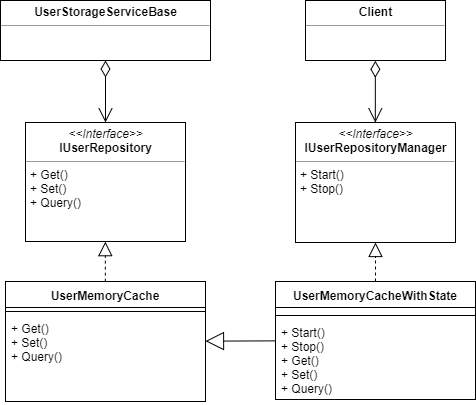 UserStorageServiceBase
Client
<<Interface>>
IUserRepository
+ Get()
+ Set()
+ Query()
<<Interface>>
IUserRepositoryManager
+ Start()
+ Stop()
UserMemoryCache
+ Get()
+ Set()
+ Query()
UserMemoryCacheWithState
+ Start()
+ Stop()
+ Get()
+ Set()
+ Query()